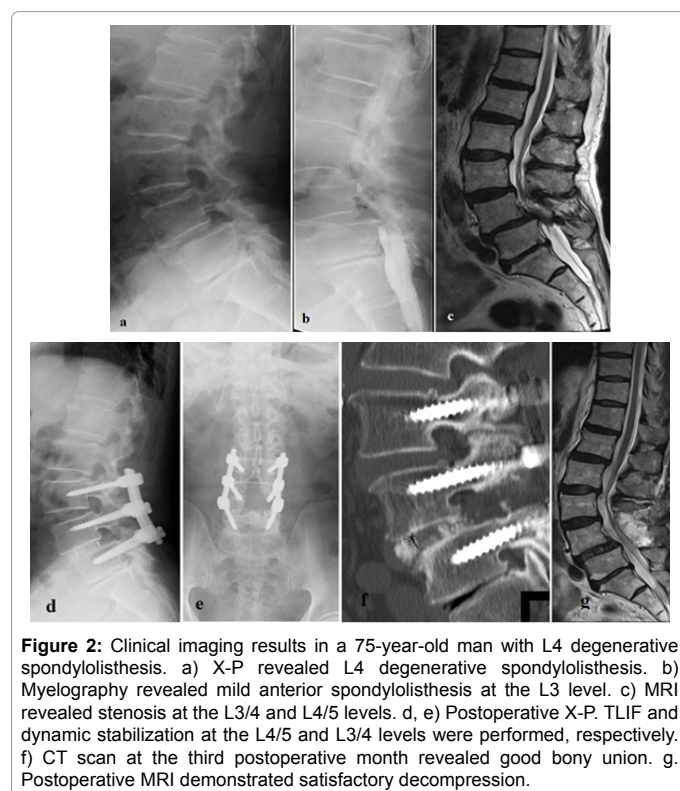 a
b
c
d
e
f
g
Figure 2: Clinical imaging results in a 75-year-old man with L4 degenerative
spondylolisthesis. a) X-P revealed L4 degenerative spondylolisthesis. b)
Myelography revealed mild anterior spondylolisthesis at the L3 level. c) MRI
revealed stenosis at the L3/4 and L4/5 levels. d, e) Postoperative X-P. TLIF and
dynamic stabilization at the L4/5 and L3/4 levels were performed, respectively.
f) CT scan at the third postoperative month revealed good bony union. g.
Postoperative MRI demonstrated satisfactory decompression.